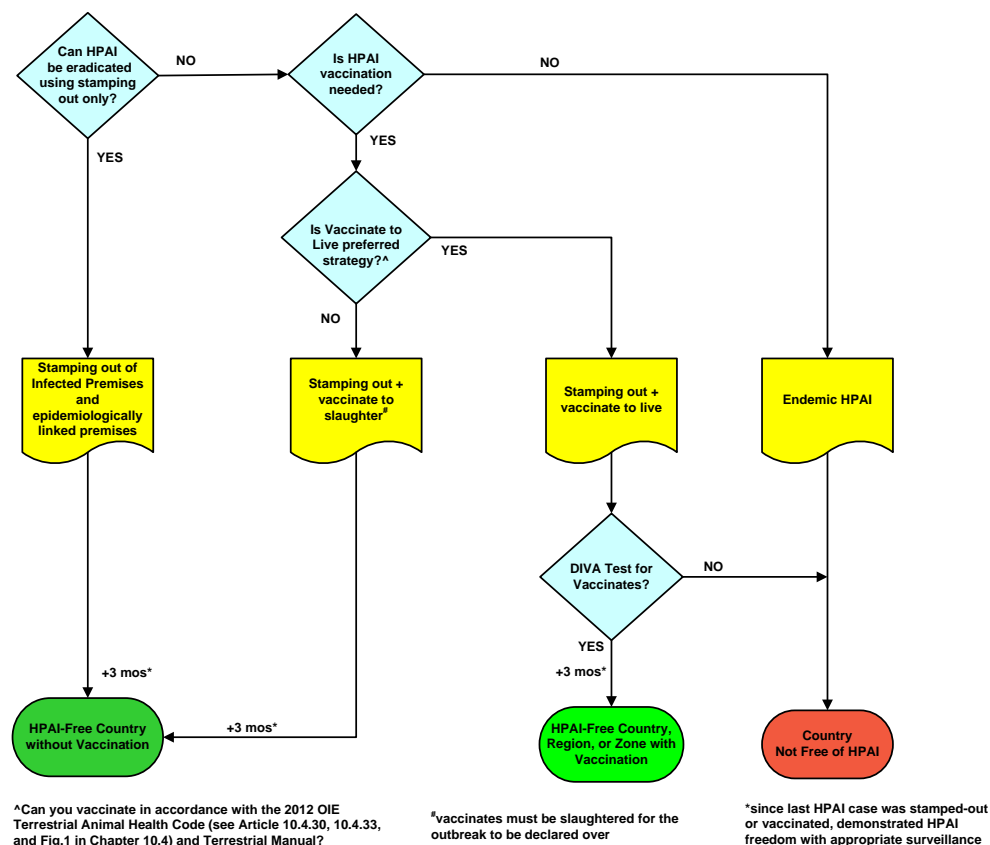 Can HPAI
be eradicated
using stamping
out only?
NO
Is HPAI
vaccination
needed?
NO
YES
YES
Is Vaccinate to
Live preferred
strategy?^
YES
NO
Stamping out of
Infected Premises
and
epidemiologically
linked premises
Stamping out +
vaccinate to
slaughter#
Stamping out +
vaccinate to live
Endemic HPAI
DIVA Test for
Vaccinates?
NO
YES
+3 mos*
+3 mos*
HPAI-Free Country
without Vaccination
+3 mos*
HPAI-Free Country,
Region, or Zone with
Vaccination
Country
Not Free of HPAI
^Can you vaccinate in accordance with the 2012 OIE
Terrestrial Animal Health Code (see Article 10.4.30, 10.4.33,
and Fig.1 in Chapter 10.4) and Terrestrial Manual?
#vaccinates must be slaughtered for the
outbreak to be declared over
*since last HPAI case was stamped-out
or vaccinated, demonstrated HPAI
freedom with appropriate surveillance